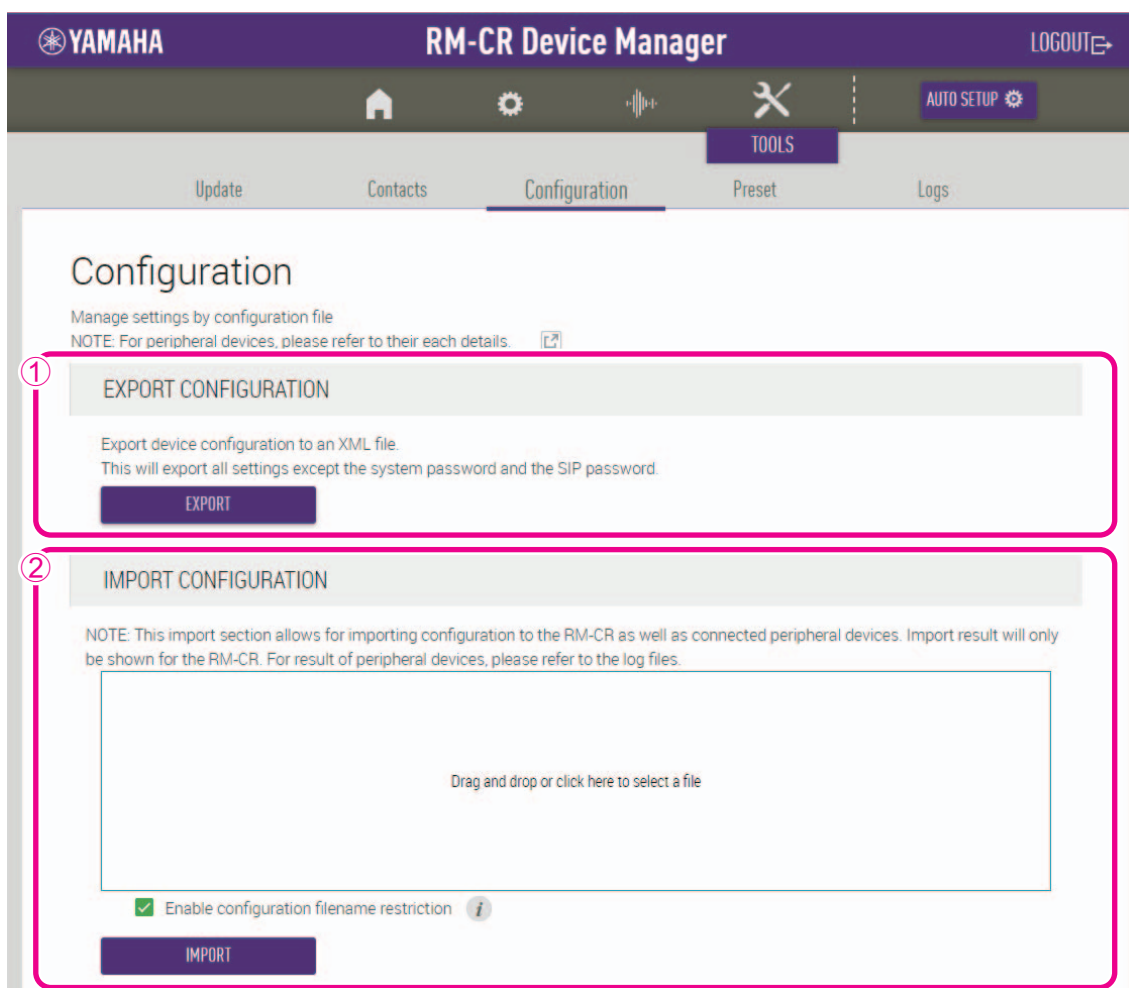 YAMAHA RM-CR Device Manager LOGOUT
AUTO SETUP
TOOLS
Update Contacts Configuration Preset Logs
Configuration
Manage settings by configuration file
NOTE: For peripheral devices, please refer to their each details.
①
EXPORT CONFIGURATION
Export device configuration to an XML file.
This will export all settings except the system password and the SIP password.
EXPORT
②
IMPORT CONFIGURATION
NOTE: This import section allows for importing configuration to the RM-CR as well as connected peripheral devices. Import result will only
be shown for the RM-CR. For result of peripheral devices, please refer to the log files.
Drag and drop or click here to select a file
Enable configuration filename restriction i
IMPORT